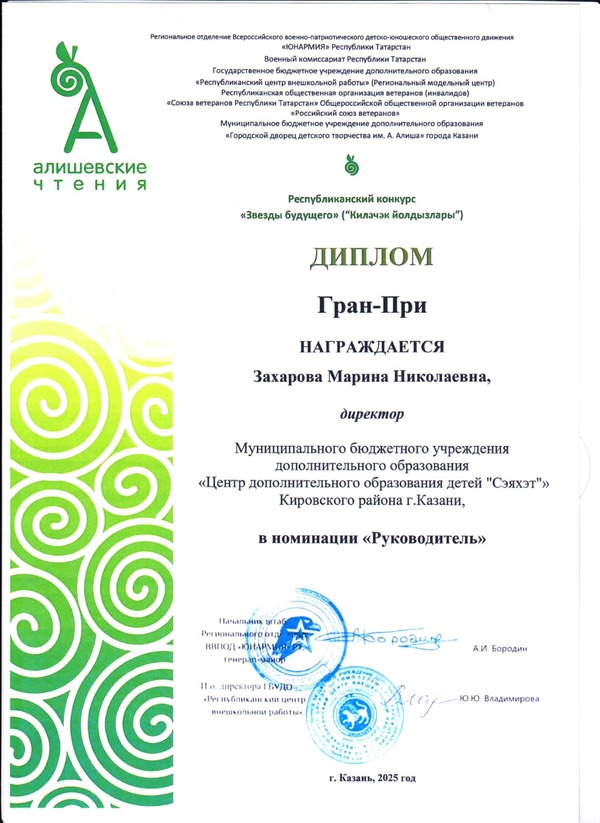 Региональное отделение Всероссийского военно-патриотического детско-юношеского общественного движения
«ЮНАРМИЯ» Республики Татарстан
Военный комиссариат Республики Татарстан
Государственное бюджетное учреждение дополнительного образования
«Республиканский центр внешкольной работы» (Региональный модельный центр)
Республиканская общественная организация ветеранов (инвалидов)
«Союза ветеранов Республики Татарстан» Общероссийской общественной организации ветеранов
«Российский союз ветеранов»
Муниципальное бюджетное учреждение дополнительного образования
«Городской дворец детского творчества им. А. Алиша» города Казани
алишевские
чтения
Республиканский конкурс
«Звезды будущего» ("Киләчәк йолдызлары")
ДИПЛОМ
Гран-При
НАГРАЖДАЕТСЯ
Захарова Марина Николаевна,
директор
Муниципального бюджетного учреждения
дополнительного образования
«Центр дополнительного образования детей "Сэяхэт"»
Кировского района г.Казани,
в номинации «Руководитель»
Начальник штаба
Регионального
ВВПОД «ЮНАРМИЯ» РТ,
генерал-майор
А.И. Бородин
И.о. директора ГБУДО
«Республиканский центр
внешкольной работы»
Ю.Ю. Владимирова
г. Казань, 2025 год